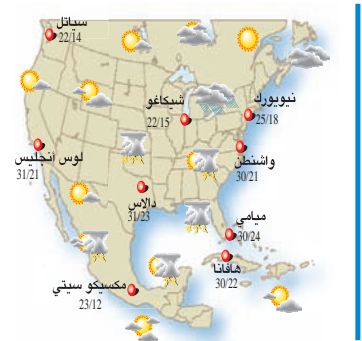 سياتل
22/14
شيكاغو
22/15
نيويورك
25/18
لوس أنجليس
31/21
واشنطن
30/21
دالاس
31/23
ميامي
30/24
هافانا
30/22
مكسيكو سيتي
23/12